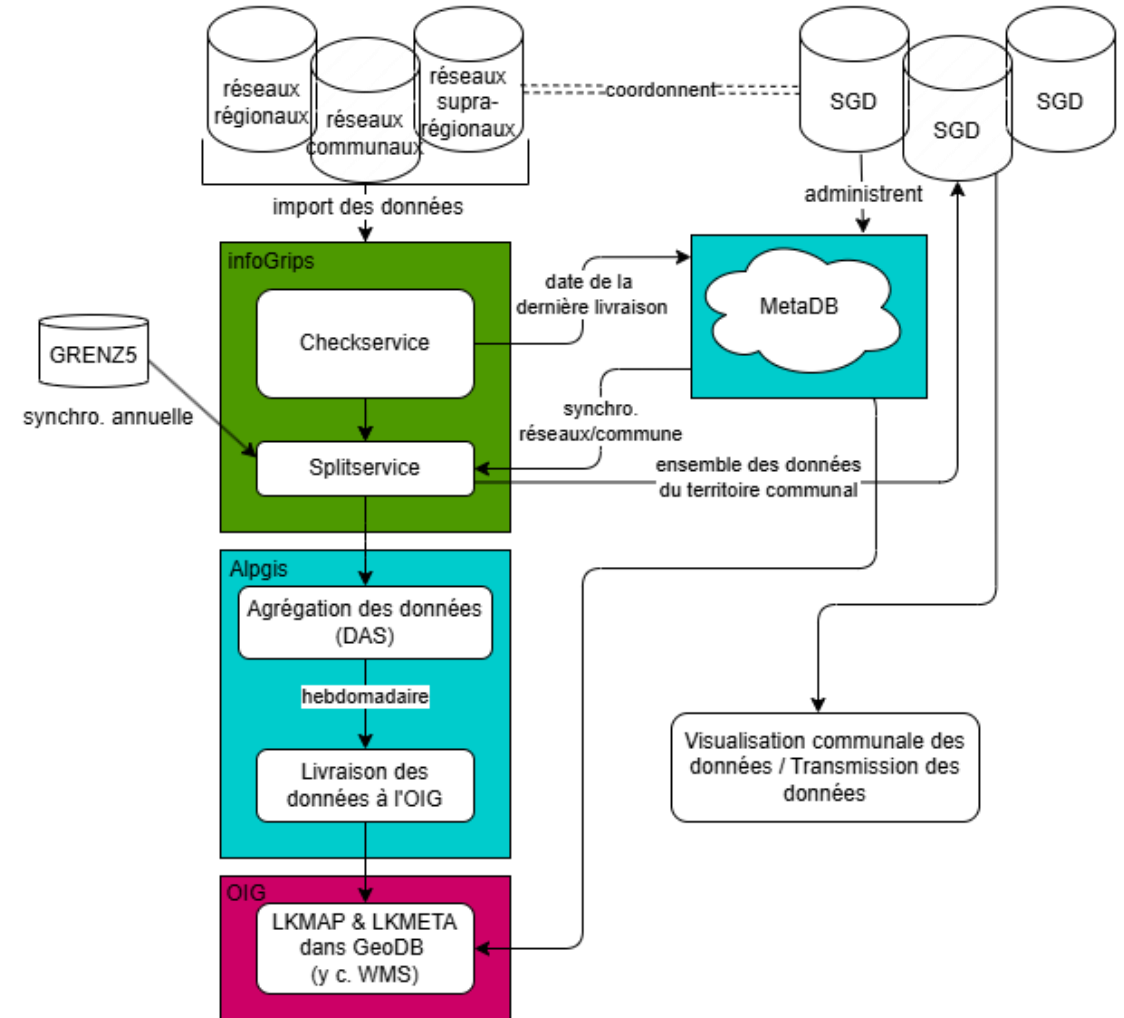 réseaux
régionaux
réseaux
communaux
réseaux
supra-
régionaux
coordonnent
SGD
SGD
SGD
import des données
administrent
infoGrips
Checkservice
date de la
dernière livraison
MetaDB
GRENZ5
synchro. annuelle
synchro.
réseaux/commune
Splitservice
ensemble des données
du territoire communal
Alpgis
Agrégation des données
(DAS)
hebdomadaire
Livraison des
données à l'OIG
Visualisation communale des
données / Transmission des
données
OIG
LKMAP & LKMETA
dans GeoDB
(y c. WMS)